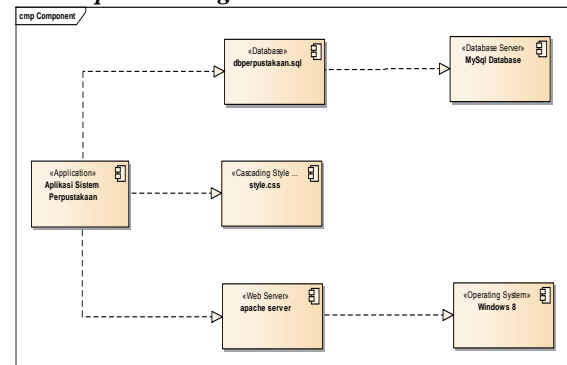 cmp Component
«Database»
dbperpustakaan.sql
«Database Server»
MySql Database
«Application»
Aplikasi Sistem
Perpustakaan
«Cascading Style ...
style.css
«Web Server»
apache server
«Operating System»
Windows 8